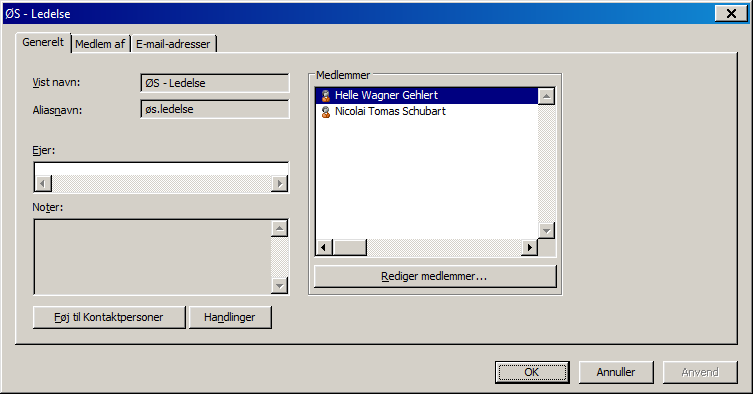 ØS - Ledelse
Generelt
Medlem af
E-mail-adresser
Vist navn:
ØS - Ledelse
Aliasnavn:
øs.ledelse
Ejer:
Noter:
Føj til Kontaktpersoner
Handlinger
Medlemmer
Helle Wagner Gehlert
Nicolai Tomas Schubart
Rediger medlemmer...
OK
Annuller
Anvend